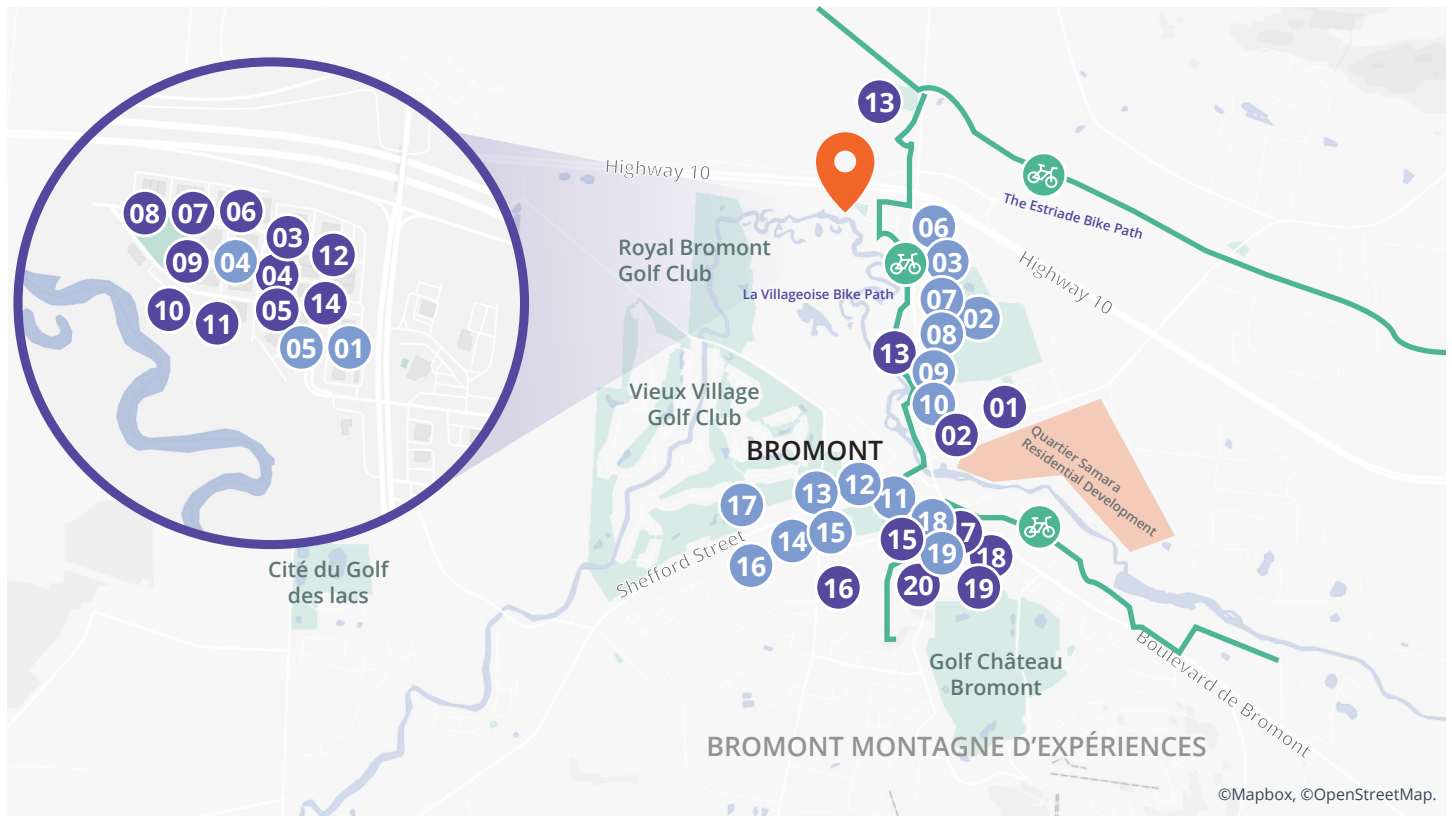 13
Highway 10
The Estriade Bike Path
08
07
06
03
12
09
04
04
10
11
05
14
05
01
Royal Bromont
Golf Club
06
03
La Villageoise Bike Path
07
02
08
13
09
10
01
02
Highway 10
Vieux Village
Golf Club
BROMONT
Quartier Samara
Residential Development
17
13
12
11
14
15
16
Shefford Street
18
7
15
19
18
16
20
19
Cité du Golf
des lacs
Golf Château
Bromont
Boulevard de Bromont
BROMONT MONTAGNE D’EXPÉRIENCES
©Mapbox, ©OpenStreetMap.